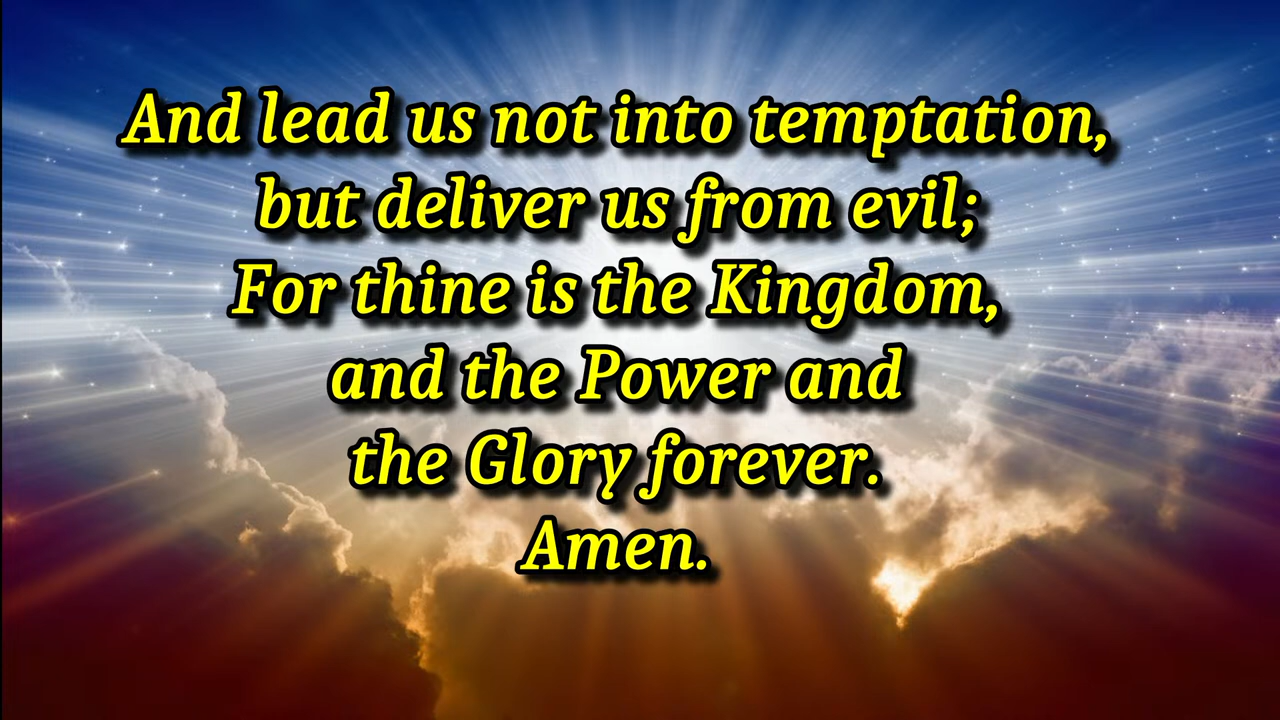 And lead us not into temptation,
but deliver us from evil;
For thine is the Kingdom,
and the Power and
the Glory forever.
Amen.